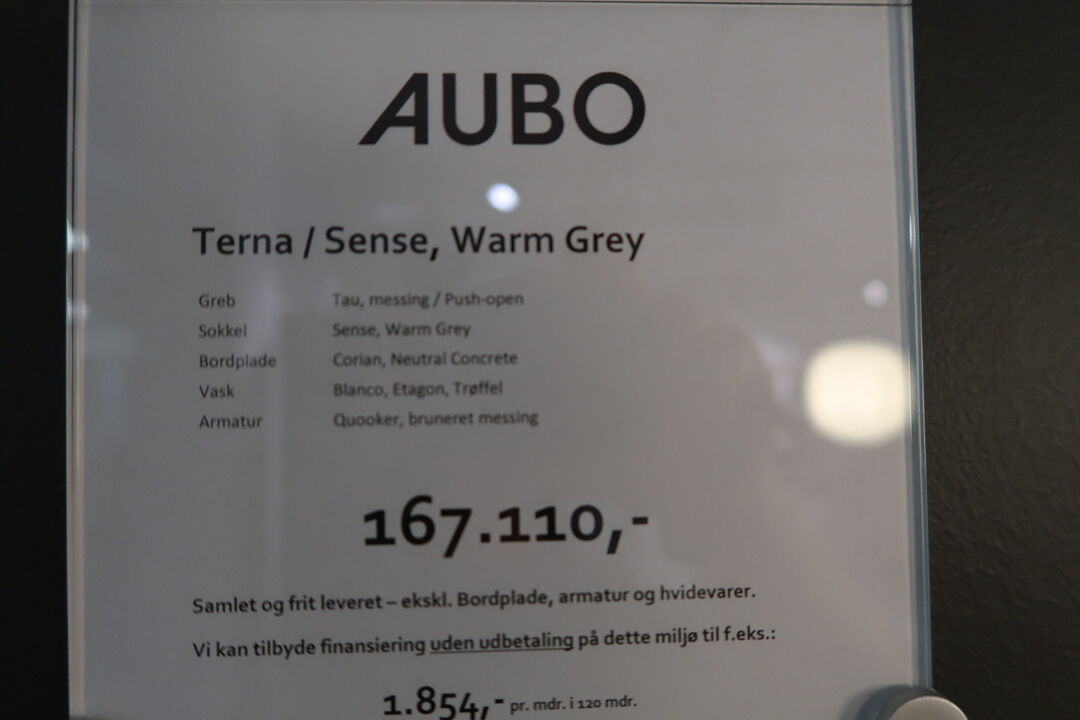 AUBO
Terna / Sense, Warm Grey
Greb Tau, messing / Push-open
Sokkel Sense, Warm Grey
Bordplade Corian, Neutral Concrete
Vask Blanco, Etagon, Trøffel
Armatur Quooker, bruneret messing
167.110,-
Samlet og frit leveret – ekskl. Bordplade, armatur og hvidevarer.
Vi kan tilbyde finansiering uden udbetaling på dette miljø til f.eks.:
1.854,- pr. mdr. i 120 mdr.